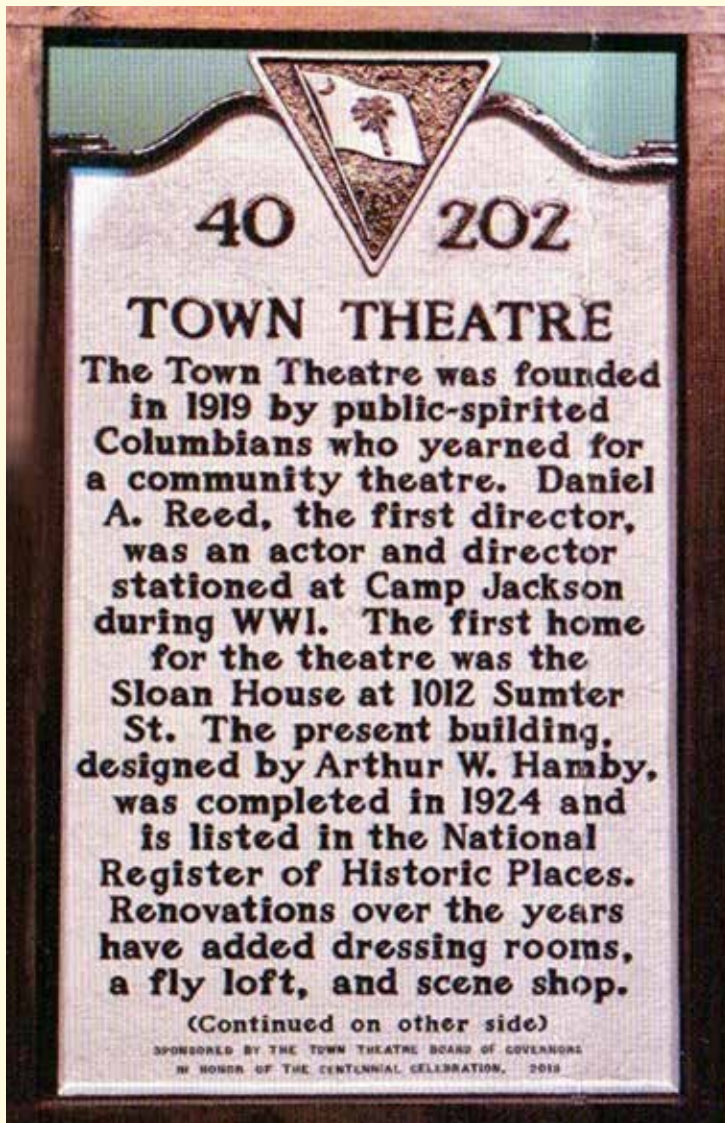 40 202
TOWN THEATRE
The Town Theatre was founded
in 1919 by public-spirited
Columbians who yearned for
a community theatre. Daniel
A. Reed, the first director,
was an actor and director
stationed at Camp Jackson
during WWI. The first home
for the theatre was the
Sloan House at 1012 Sumter
St. The present building,
designed by Arthur W. Hamby,
was completed in 1924 and
is listed in the National
Register of Historic Places.
Renovations over the years
have added dressing rooms,
a fly loft, and scene shop.
(Continued on other side)
SPONSORED BY THE TOWN THEATRE BOARD OF GOVERNORS
IN HONOR OF THE CENTENNIAL CELEBRATION, 2019